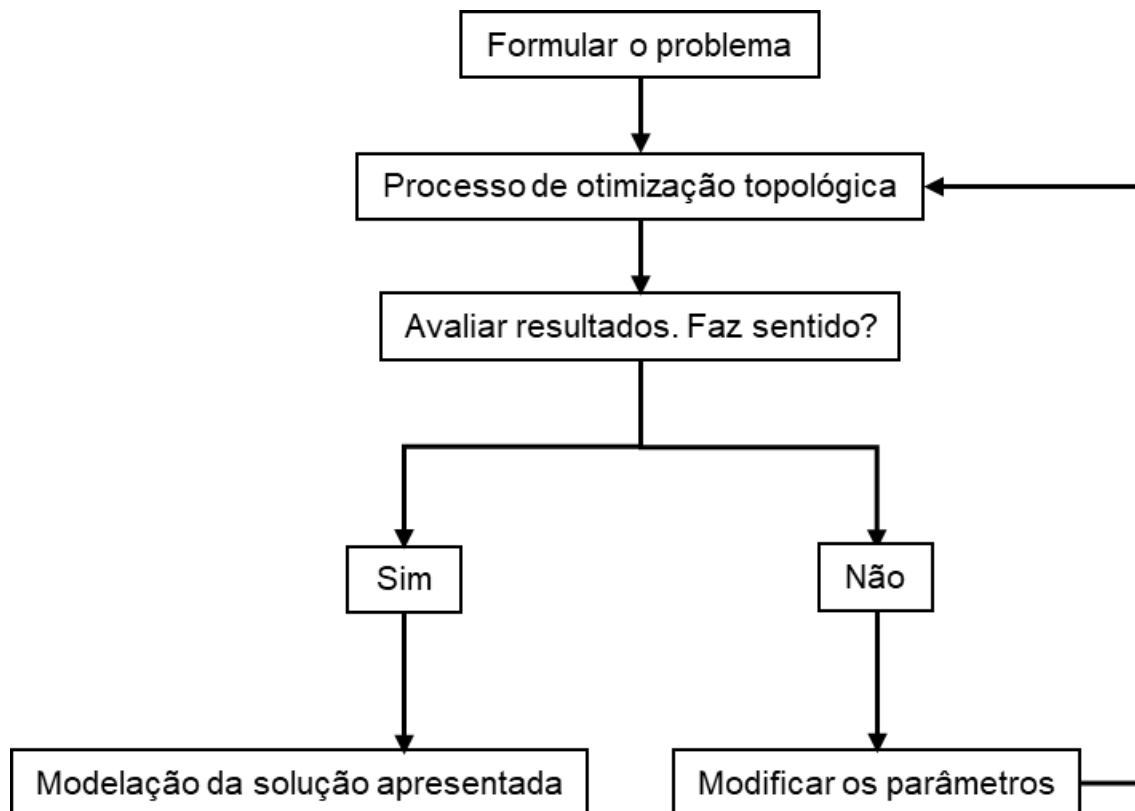 Formular o problema
Processo de otimização topológica
Avaliar resultados. Faz sentido?
Sim
Não
Modelação da solução apresentada
Modificar os parâmetros